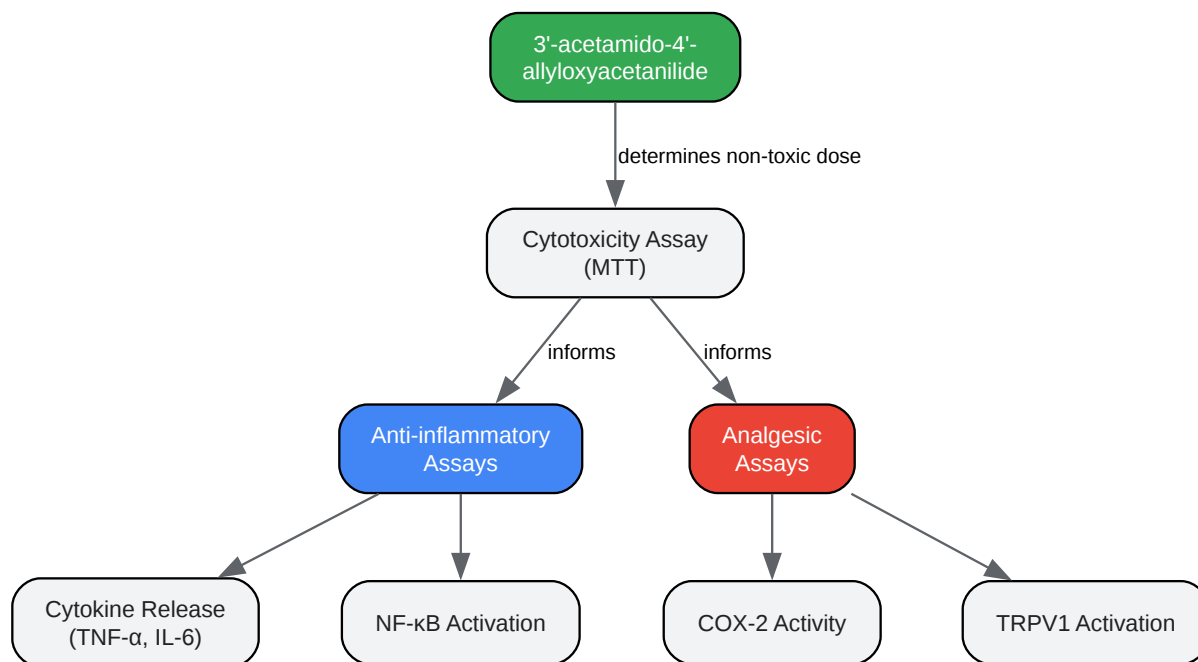 3'-acetamido-4'-
allyloxyacetanilide
determines non-toxic dose
Cytotoxicity Assay
(MTT)
informs
informs
Anti-inflammatory
Assays
Analgesic
Assays
Cytokine Release
(TNF-α, IL-6)
NF-κB Activation
COX-2 Activity
TRPV1 Activation